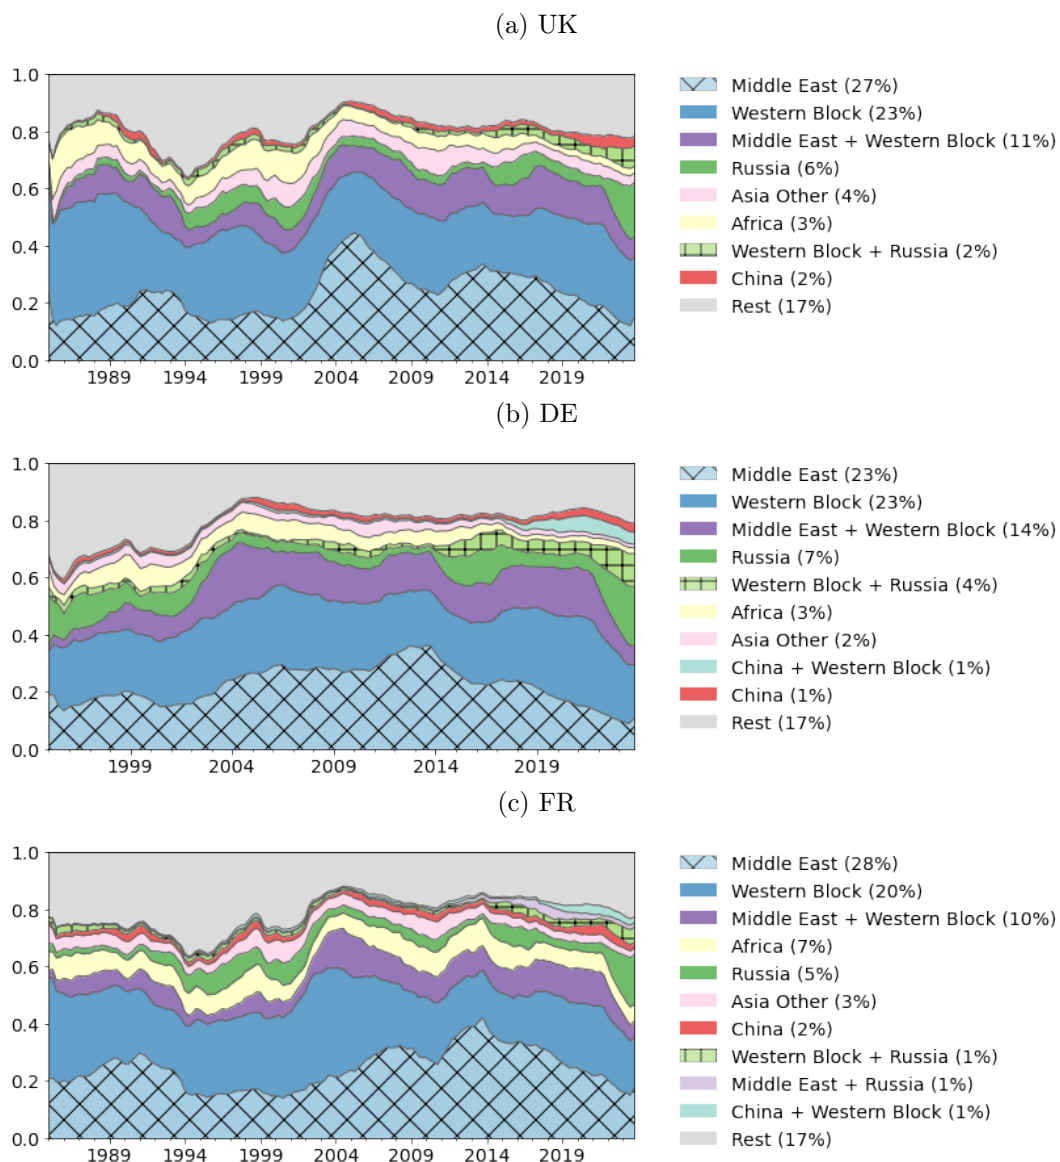 (a) UK
1.0
0.8
0.6
0.4
0.2
0.0
1989 1994 1999 2004 2009 2014 2019
Middle East (27%)
Western Block (23%)
Middle East + Western Block (11%)
Russia (6%)
Asia Other (4%)
Africa (3%)
Western Block + Russia (2%)
China (2%)
Rest (17%)
(b) DE
1.0
0.8
0.6
0.4
0.2
0.0
1999 2004 2009 2014 2019
Middle East (23%)
Western Block (23%)
Middle East + Western Block (14%)
Russia (7%)
Western Block + Russia (4%)
Africa (3%)
Asia Other (2%)
China + Western Block (1%)
China (1%)
Rest (17%)
(c) FR
1.0
0.8
0.6
0.4
0.2
0.0
1989 1994 1999 2004 2009 2014 2019
Middle East (28%)
Western Block (20%)
Middle East + Western Block (10%)
Africa (7%)
Russia (5%)
Asia Other (3%)
China (2%)
Western Block + Russia (1%)
Middle East + Russia (1%)
China + Western Block (1%)
Rest (17%)